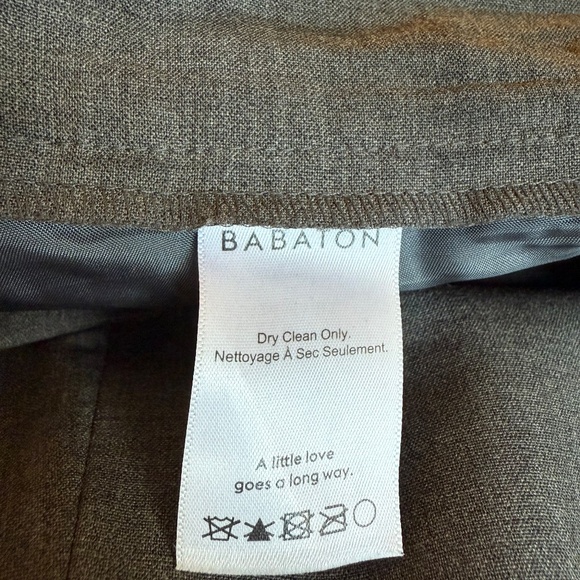 BABATON
Dry Clean Only.
Nettoyage À Sec Seulement.
A little love
goes a long way.